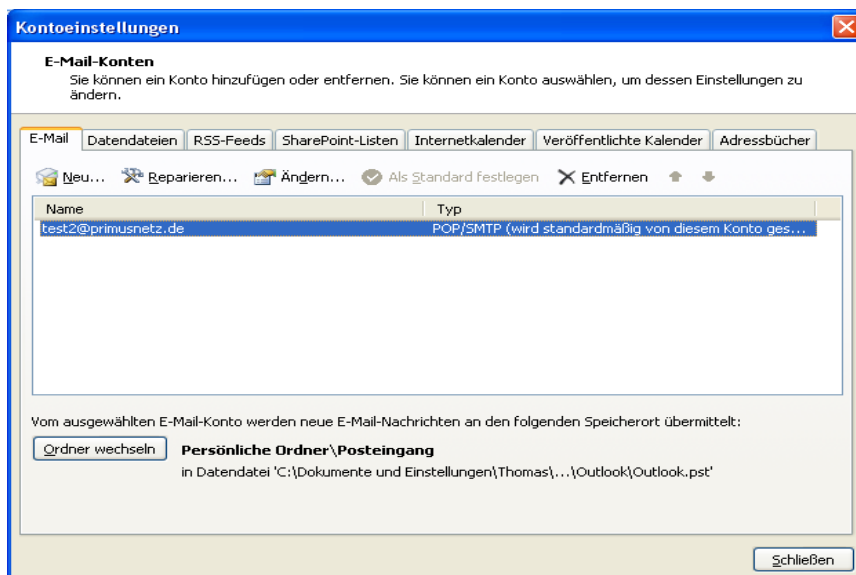 Kontoeinstellungen
E-Mail-Konten
Sie können ein Konto hinzufügen oder entfernen. Sie können ein Konto auswählen, um dessen Einstellungen zu
ändern.
E-Mail Datendateien RSS-Feeds SharePoint-Listen Internetkalender Veröffentlichte Kalender Adressbücher
Neu... Reparieren... Ändern... Als Standard festlegen Entfernen
Name Typ
test2@primusnetz.de POP/SMTP (wird standardmäßig von diesem Konto ges...
Vom ausgewählten E-Mail-Konto werden neue E-Mail-Nachrichten an den folgenden Speicherort übermittelt:
Ordner wechseln Persönliche Ordner\Posteingang
in Datendatei 'C:\Dokumente und Einstellungen\Thomas\...\Outlook\Outlook.pst'
Schließen